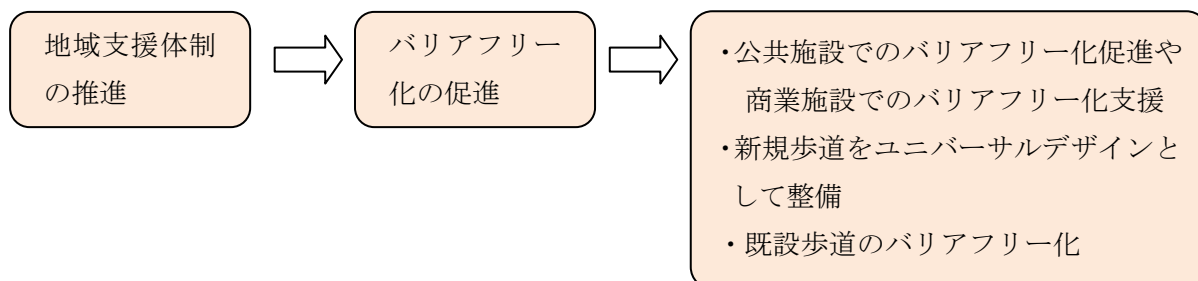 地域支援体制
の推進
バリアフリー
化の促進
・公共施設でのバリアフリー化促進や
商業施設でのバリアフリー化支援
・新規歩道をユニバーサルデザインと
して整備
・既設歩道のバリアフリー化